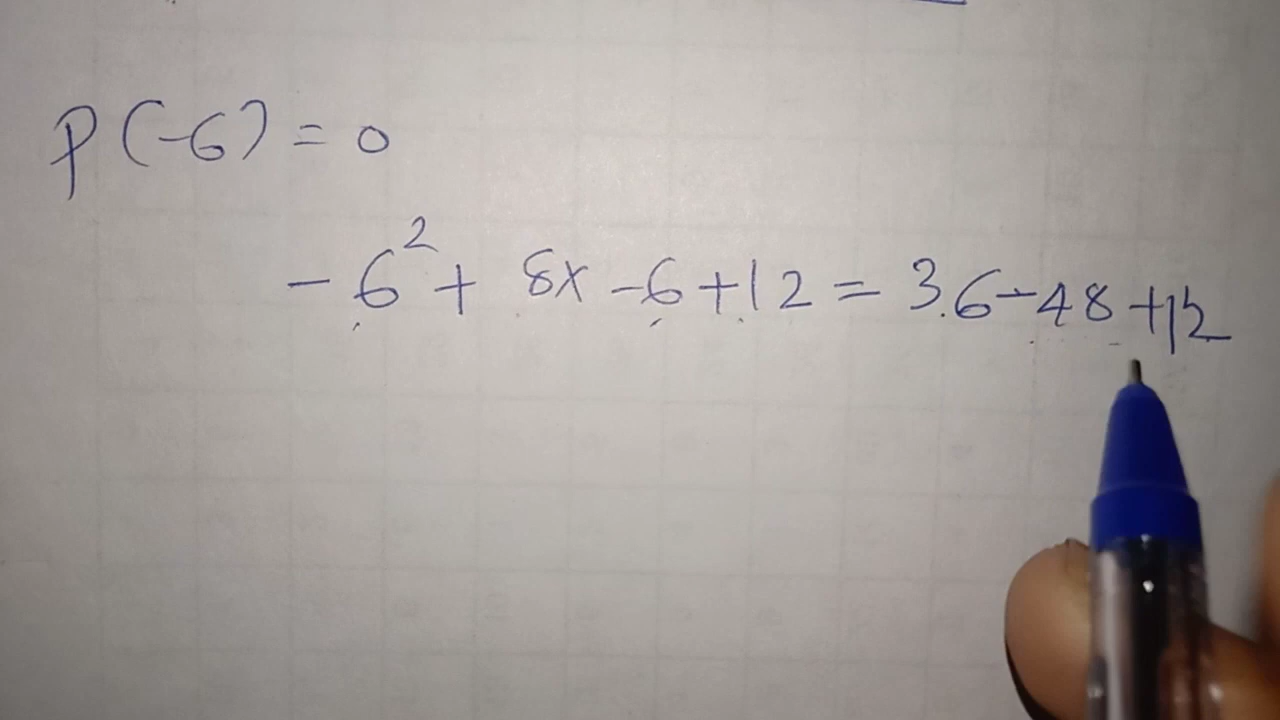 P(-6) = 0
- 6² + 8x - 6 + 12 = 36 - 48 + 12